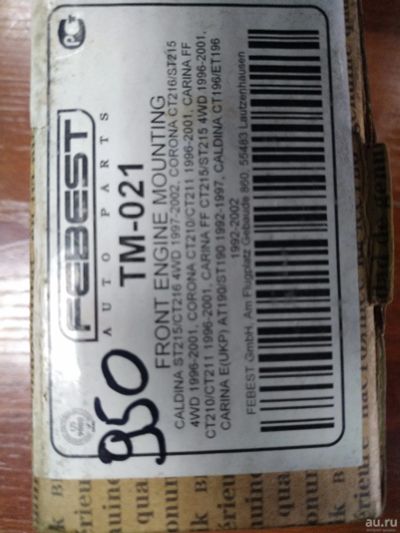 FEBEST
AUTO PARTS
TM-021
FRONT ENGINE MOUNTING
CALDINA ST215/CT216 4WD 1997-2002, CORONA CT216/ST215
4WD 1996-2001, CORONA CT210/CT211 1996-2001, CARINA FF
CT210/CT211 1996-2001, CARINA FF CT215/ST215 4WD 1996-2001,
CARINA E(UKP) AT190/ST190 1992-1997, CALDINA CT196/ET196
1992-2002
FEBEST GmbH, Am Flugplatz Gebaude 860, 55483 Lautzenhausen
950
au.ru